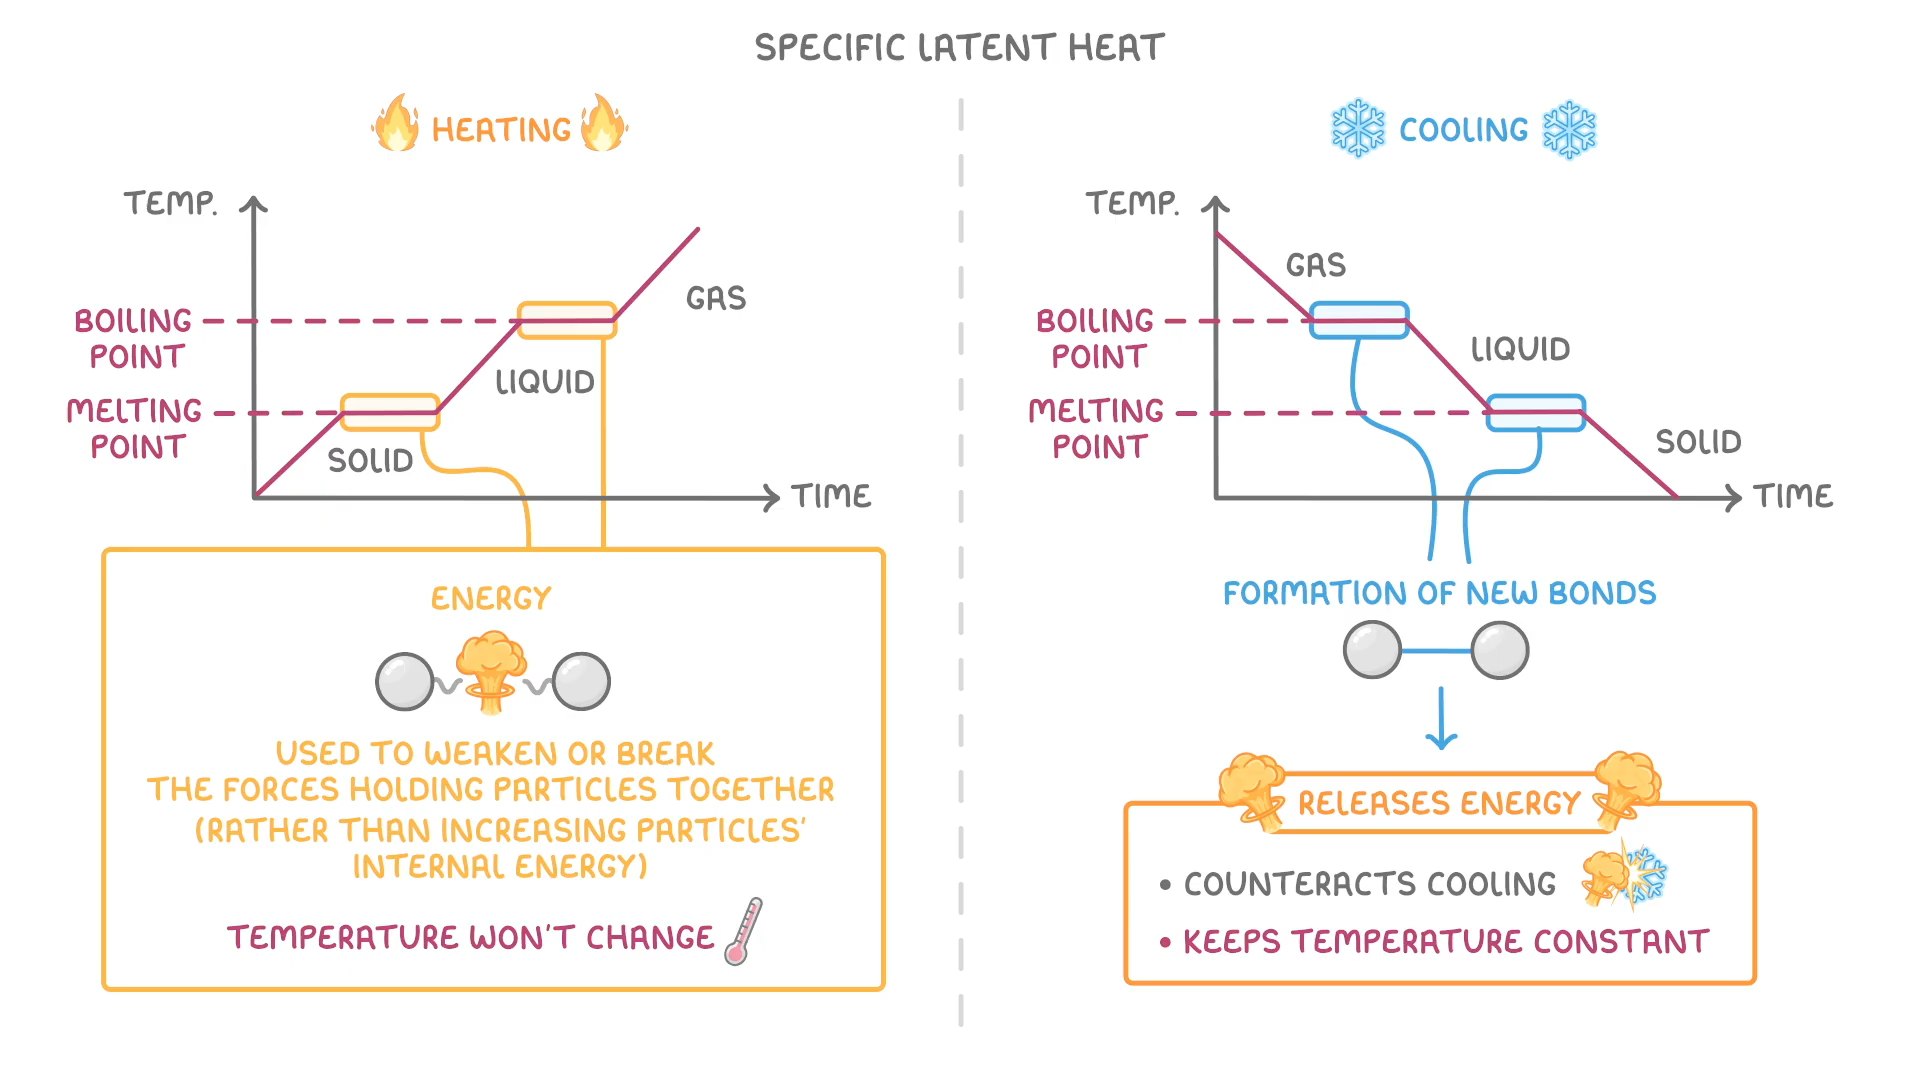 SPECIFIC LATENT HEAT
HEATING
TEMP.
BOILING
POINT
MELTING
POINT
GAS
LIQUID
SOLID
TIME
ENERGY
USED TO WEAKEN OR BREAK
THE FORCES HOLDING PARTICLES TOGETHER
(RATHER THAN INCREASING PARTICLES'
INTERNAL ENERGY)
TEMPERATURE WON'T CHANGE
COOLING
TEMP.
GAS
BOILING
POINT
LIQUID
MELTING
POINT
SOLID
TIME
FORMATION OF NEW BONDS
RELEASES ENERGY
• COUNTERACTS COOLING
• KEEPS TEMPERATURE CONSTANT